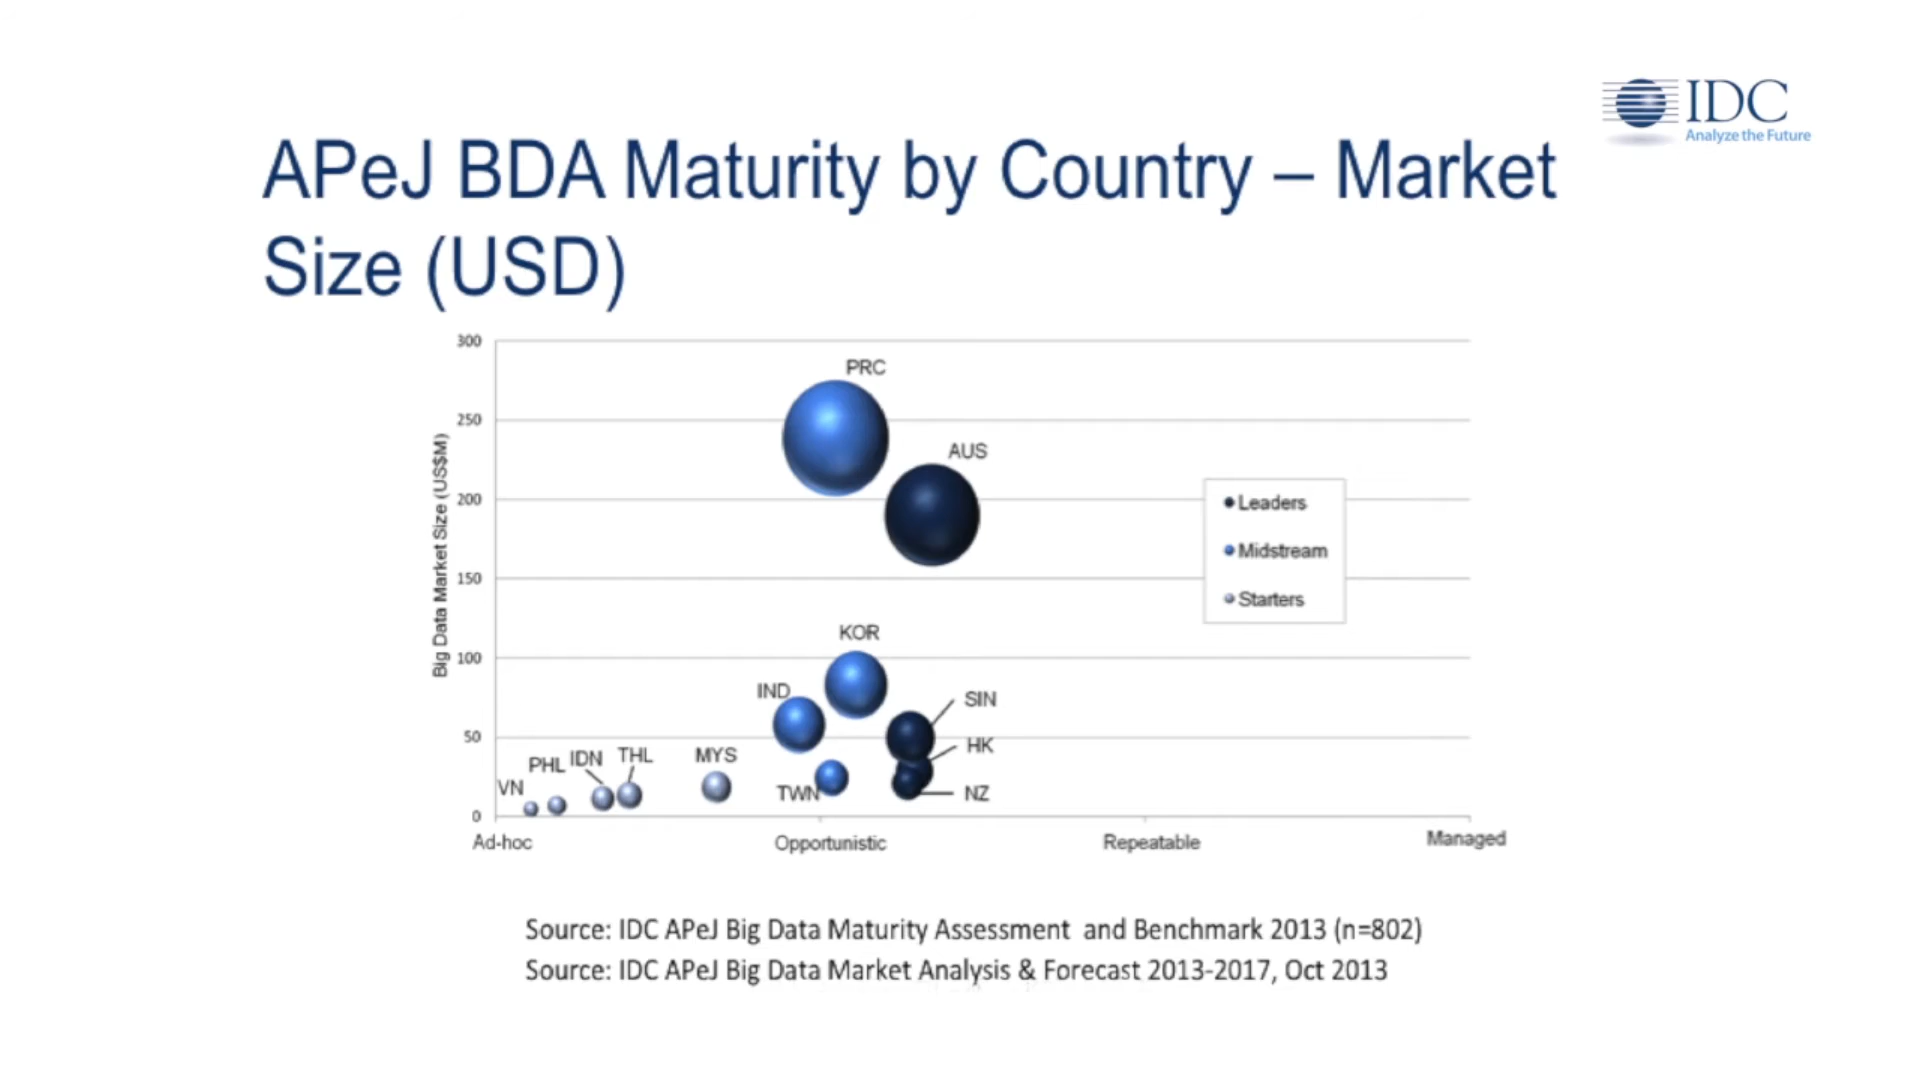 IDC
Analyze the Future
APeJ BDA Maturity by Country – Market
Size (USD)
Big Data Market Size (US$M)
300
250
200
150
100
50
0
PRC
AUS
KOR
IND
SIN
HK
NZ
TWN
MYS
THL
IDN
PHL
VN
Leaders
Midstream
Starters
Ad-hoc
Opportunistic
Repeatable
Managed
Source: IDC APeJ Big Data Maturity Assessment and Benchmark 2013 (n=802)
Source: IDC APeJ Big Data Market Analysis & Forecast 2013-2017, Oct 2013